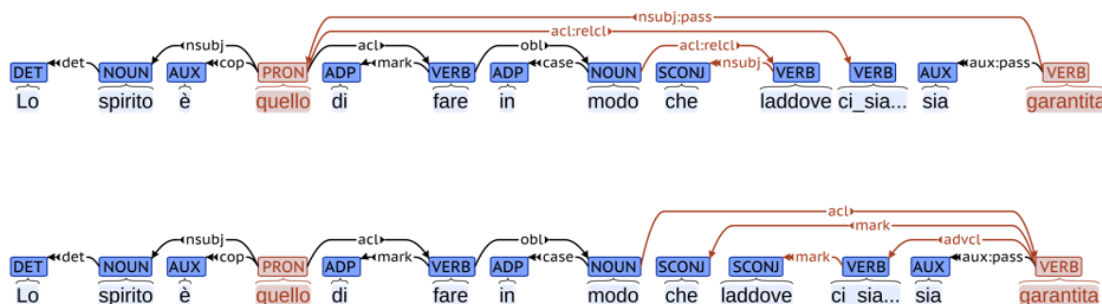 nsubj:pass
acl:relcl
nsubj acl obl acl:relcl
det cop mark case nsubj aux:pass
DET NOUN AUX PRON ADP VERB ADP NOUN SCONJ VERB VERB AUX VERB
Lo spirito è quello di fare in modo che laddove ci_sia... sia garantita
acl
mark
nsubj acl obl advcl
det cop mark case mark aux:pass
DET NOUN AUX PRON ADP VERB ADP NOUN SCONJ SCONJ VERB AUX VERB
Lo spirito è quello di fare in modo che laddove ci_sia... sia garantita